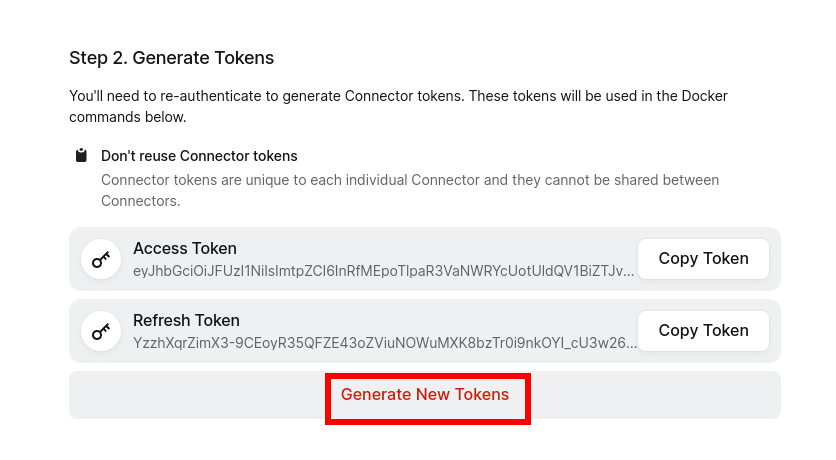 Step 2. Generate Tokens
You'll need to re-authenticate to generate Connector tokens. These tokens will be used in the Docker
commands below.
Don't reuse Connector tokens
Connector tokens are unique to each individual Connector and they cannot be shared between
Connectors.
Access Token
eyJhbGciOiJFUzI1NiIsImtpZCI6InRfMEpoTlpaR3VaNWRYcUotUldQV1BiZTJv...
Copy Token
Refresh Token
YzzhXqrZimX3-9CEoyR35QFZE43oZViuNOWuMXK8bzTr0i9nkOYI_cU3w26...
Copy Token
Generate New Tokens